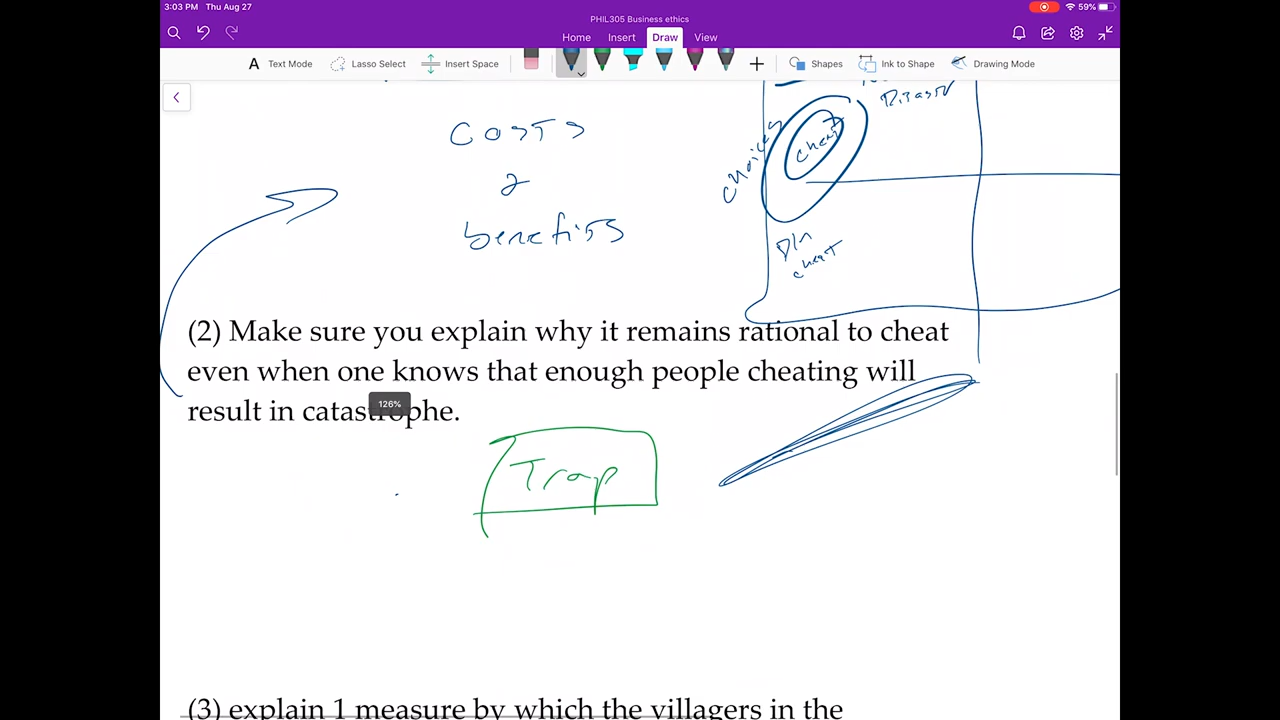 3:03 PM Thu Aug 27
59%
PHIL305 Business ethics
Home Insert Draw View
Text Mode Lasso Select Insert Space Shapes Ink to Shape Drawing Mode
Disastr
choices
cheat
costs
&
benefits
D/n
cheat
(2) Make sure you explain why it remains rational to cheat
even when one knows that enough people cheating will
result in catastrophe.
126%
Trap
(3) explain 1 measure by which the villagers in the